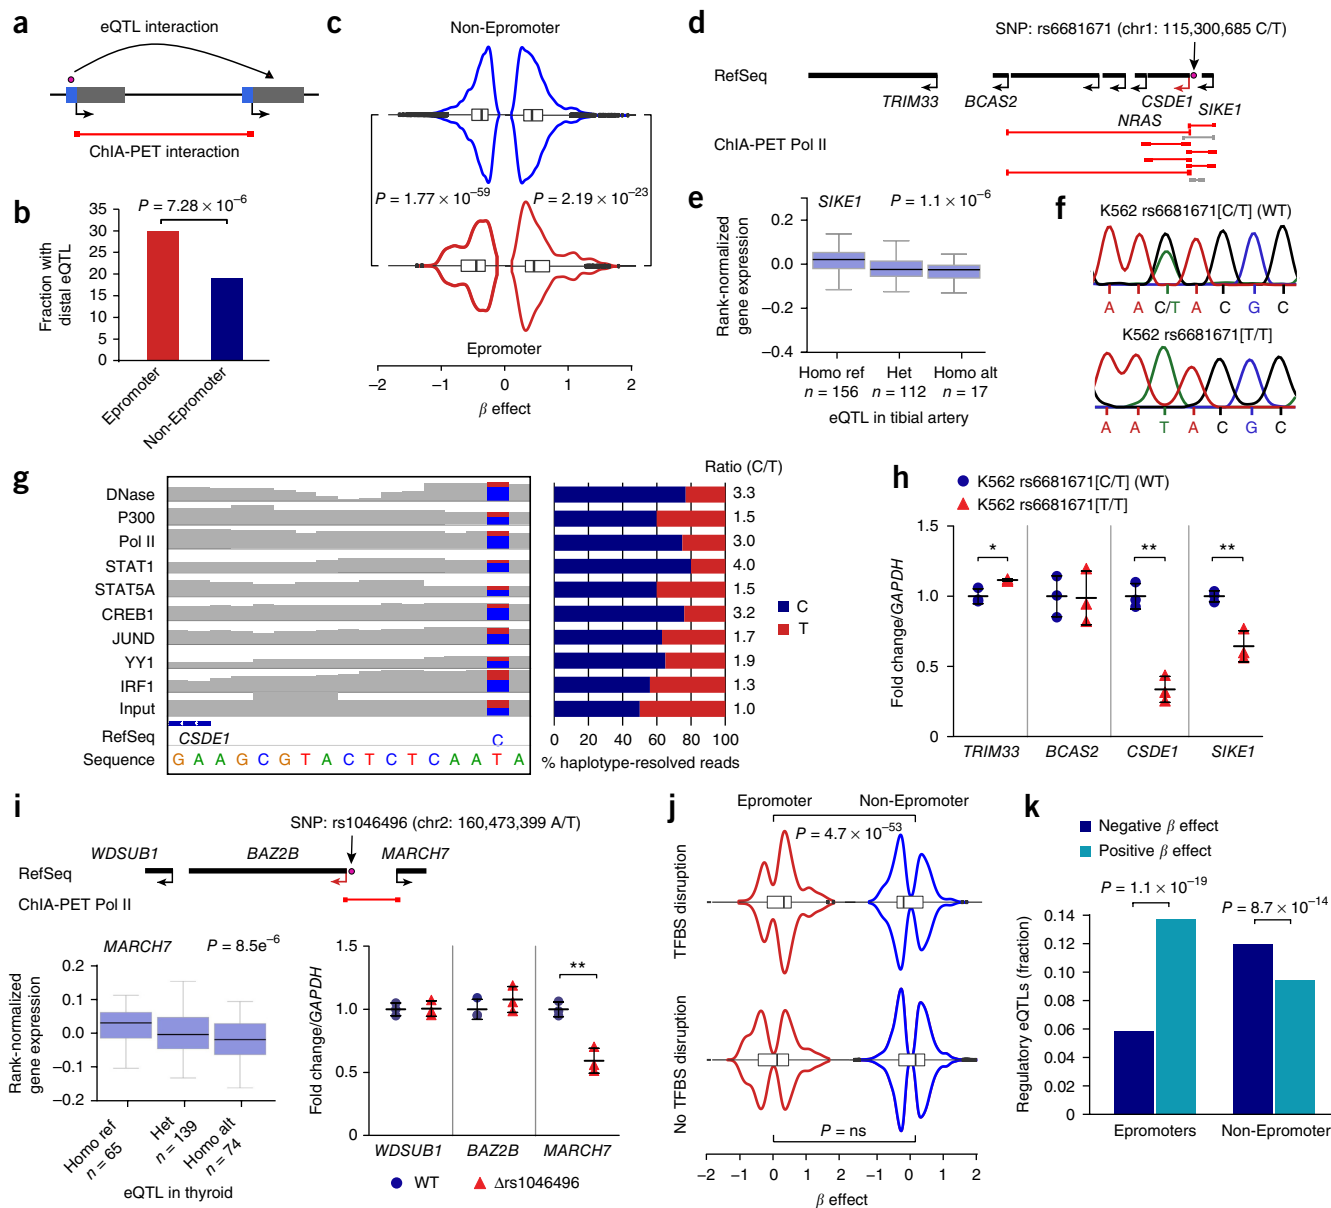 a
eQTL interaction
ChIA-PET interaction
b
P = 7.28 × 10−6
Fraction with
distal eQTL
35
30
25
20
15
10
5
0
Epromoter
Non-Epromoter
c
Non-Epromoter
P = 1.77 × 10−59
P = 2.19 × 10−23
Epromoter
−2 −1 0 1 2
β effect
d
SNP: rs6681671 (chr1: 115,300,685 C/T)
RefSeq
TRIM33 BCAS2 CSDE1
NRAS SIKE1
ChIA-PET Pol II
e
SIKE1 P = 1.1 × 10−6
Rank-normalized
gene expression
0.2
0.0
−0.2
−0.4
Homo ref Het Homo alt
n = 156 n = 112 n = 17
eQTL in tibial artery
f
K562 rs6681671[C/T] (WT)
A A C/T A C G C
K562 rs6681671[T/T]
A A T A C G C
g
Ratio (C/T)
DNase 3.3
P300 1.5
Pol II 3.0
STAT1 4.0
STAT5A 1.5
CREB1 3.2
JUND 1.7
YY1 1.9
IRF1 1.3
Input 1.0
C
T
0 20 40 60 80 100
% haplotype-resolved reads
CSDE1
RefSeq C
Sequence G A A G C G T A C T C T C A A T A
h
K562 rs6681671[C/T] (WT)
K562 rs6681671[T/T]
Fold change/GAPDH
1.5
1.0
0.5
0
* ** **
TRIM33 BCAS2 CSDE1 SIKE1
i
SNP: rs1046496 (chr2: 160,473,399 A/T)
WDSUB1 BAZ2B MARCH7
RefSeq
ChIA-PET Pol II
MARCH7 P = 8.5e−6
Rank-normalized
gene expression
0.2
0.1
0.0
−0.1
−0.2
Homo ref
n = 65
Het
n = 139
Homo alt
n = 74
eQTL in thyroid
Fold change/GAPDH
1.5
1.0
0.5
0
**
WDSUB1 BAZ2B MARCH7
WT Δrs1046496
j
Epromoter Non-Epromoter
P = 4.7 × 10−53
TFBS disruption
No TFBS disruption
P = ns
−2 −1 0 1 −2 −1 0 1 2
β effect
k
Negative β effect
Positive β effect
P = 1.1 × 10−19
P = 8.7 × 10−14
Regulatory eQTLs (fraction)
0.14
0.12
0.10
0.08
0.06
0.04
0.02
0
Epromoters Non-Epromoter